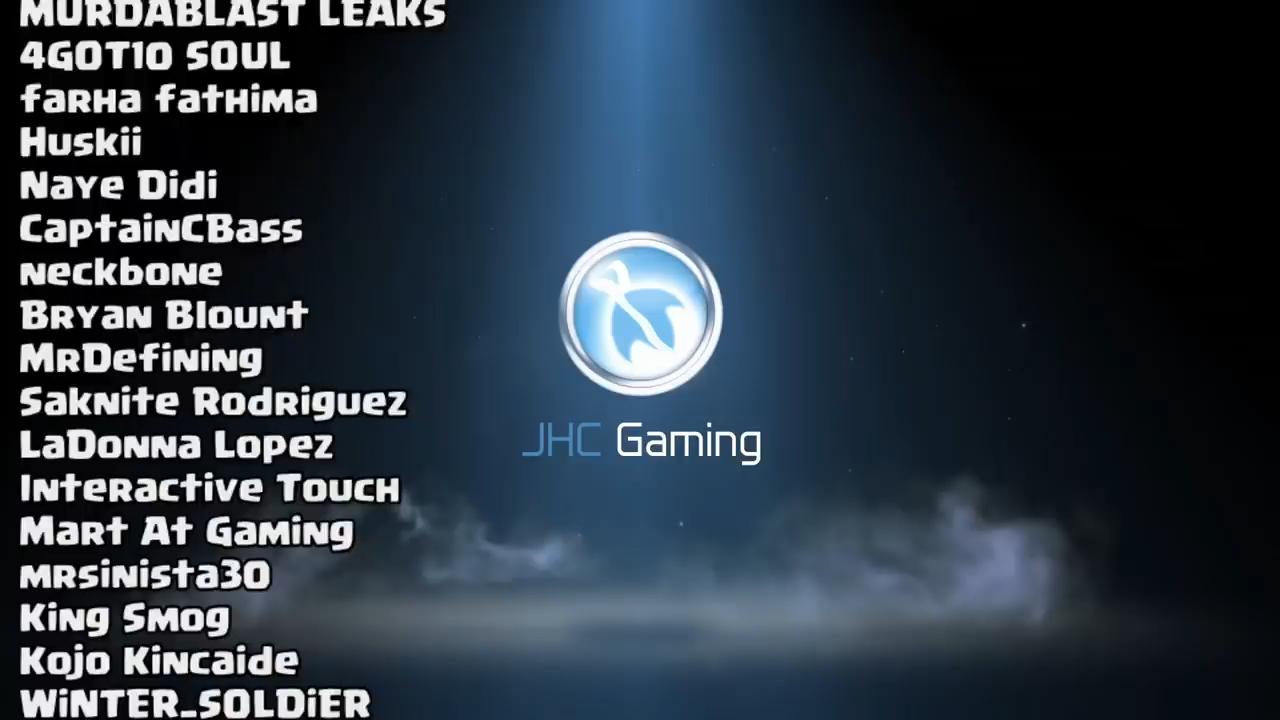 MURDABLAST LEAKS
4GOT10 SOUL
farha fathima
Huskii
Naye Didi
CaptainCBass
neckbone
Bryan Blount
MrDefining
Saknite Rodriguez
LaDonna Lopez
Interactive Touch
Mart At Gaming
mrsinista30
King Smog
Kojo Kincaide
WiNTER_SOLDiER
JHC Gaming